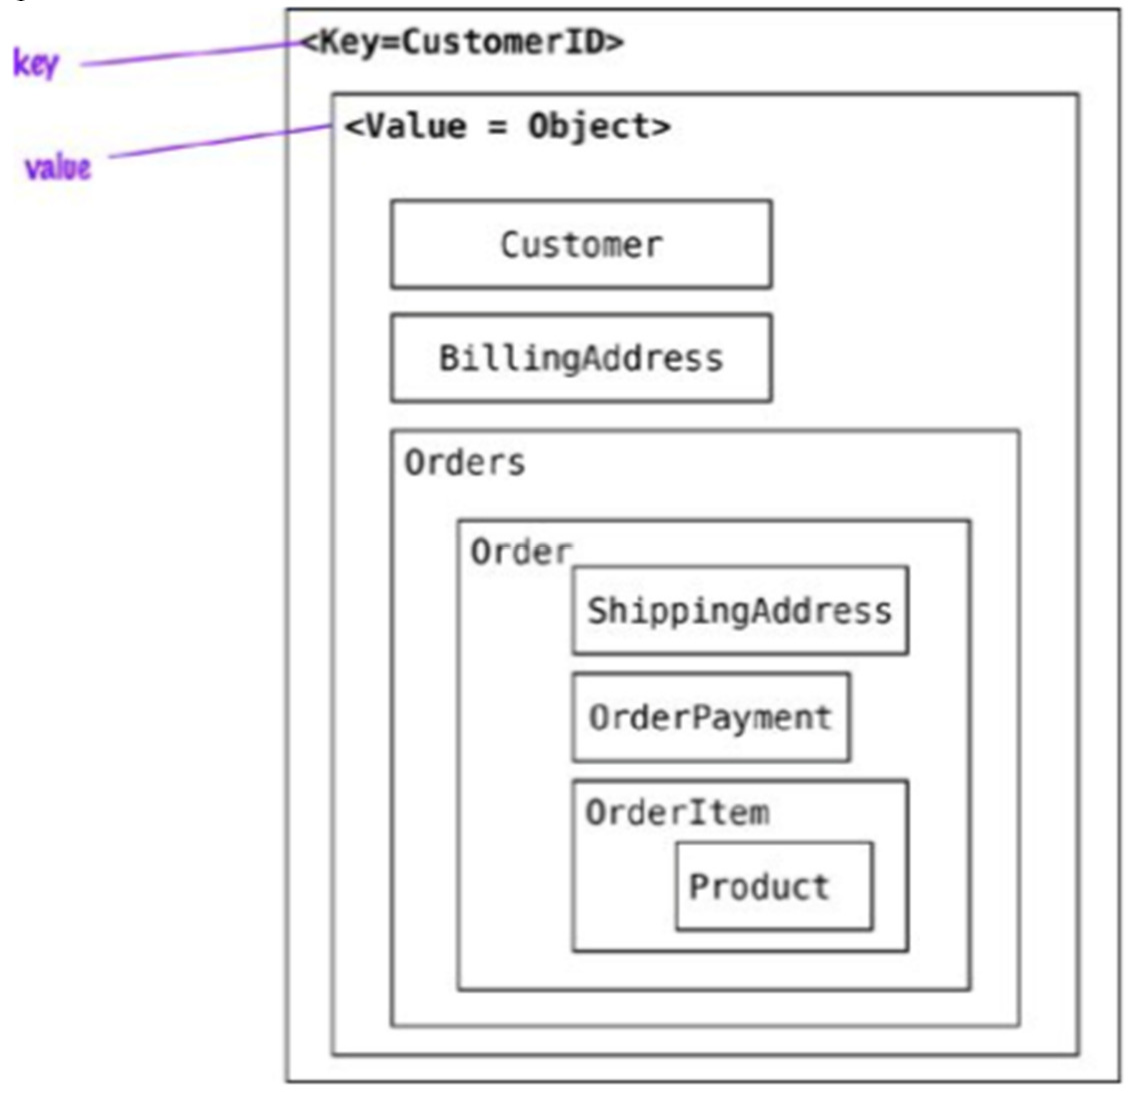 key
<Key=CustomerID>
value
<Value = Object>
Customer
BillingAddress
Orders
Order
ShippingAddress
OrderPayment
OrderItem
Product